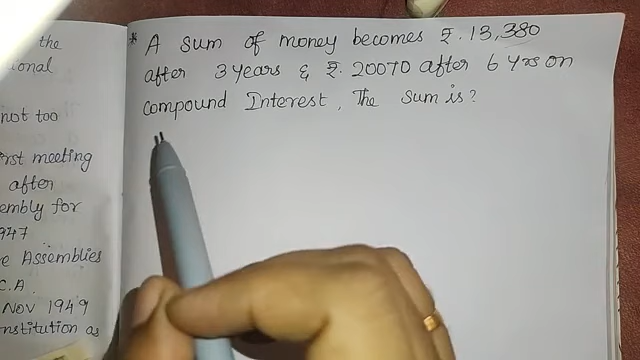 * A sum of money becomes ₹. 13,380
after 3 years & ₹. 20070 after 6 yrs on
compound Interest, The sum is?
the
ional
not too
rst meeting
after
embly for
947
e Assemblies
C.A
Nov 1949
nstitution as